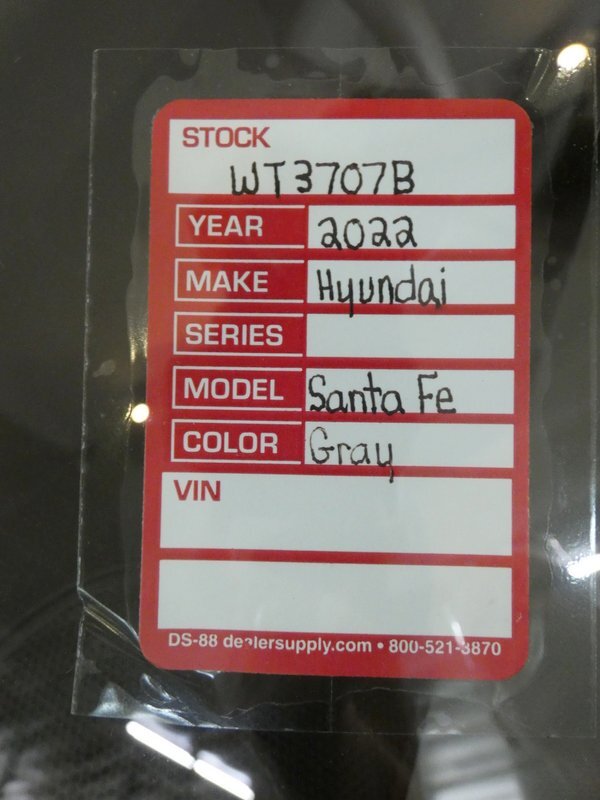 STOCK
WT3707B
YEAR 2022
MAKE Hyundai
SERIES
MODEL Santa Fe
COLOR Gray
VIN
DS-88 dealersupply.com • 800-521-3870